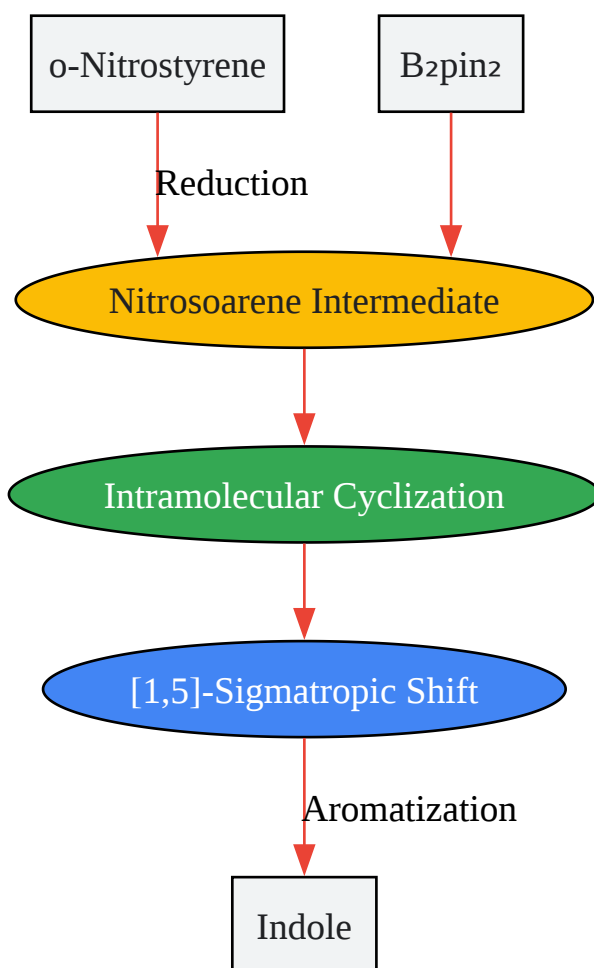 o-Nitrostyrene
B₂pin₂
Reduction
Nitrosoarene Intermediate
Intramolecular Cyclization
[1,5]-Sigmatropic Shift
Aromatization
Indole